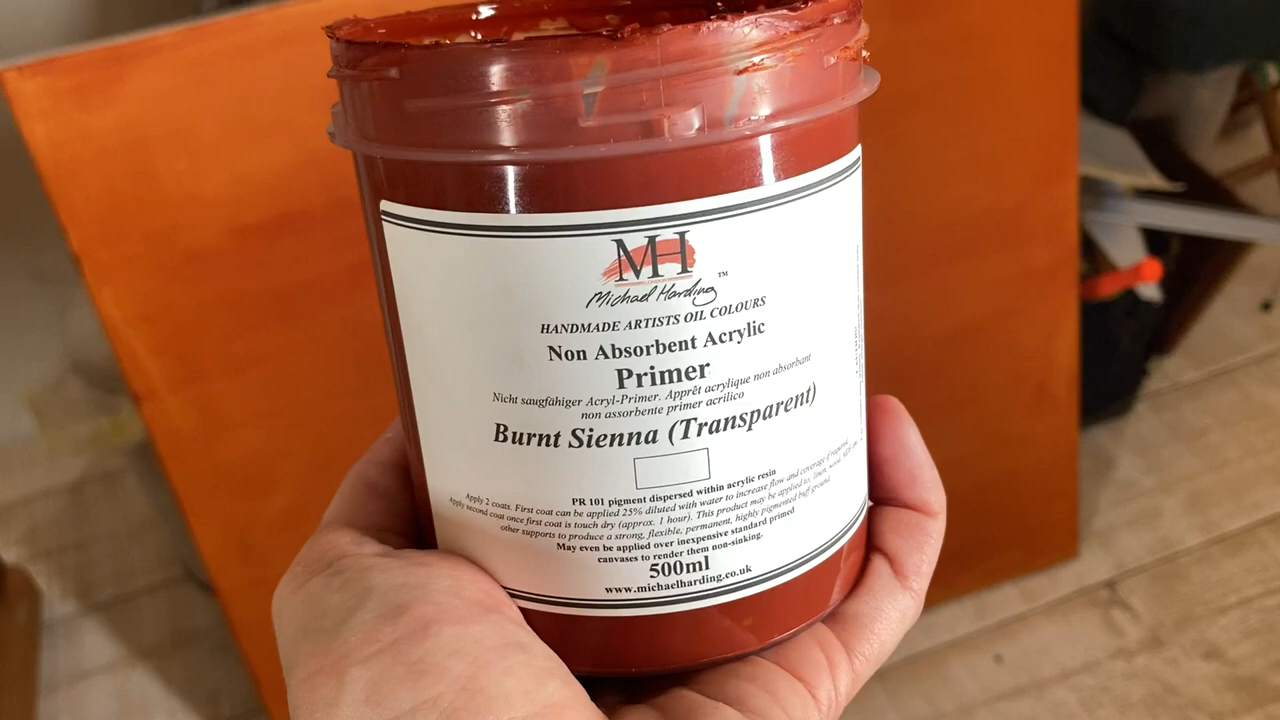 MH
Michael Harding™
HANDMADE ARTISTS OIL COLOURS
Non Absorbent Acrylic
Primer
Nicht saugfähiger Acryl-Primer. Apprêt acrylique non absorbant
non assorbente primer acrilico
Burnt Sienna (Transparent)
PR 101 pigment dispersed within acrylic resin
Apply 2 coats. First coat can be applied 25% diluted with water to increase flow and coverage if required.
Apply second coat once first coat is touch dry (approx. 1 hour). This product may be applied to: linen, wood, MDF
other supports to produce a strong, flexible, permanent, highly pigmented buff ground.
May even be applied over inexpensive standard primed
canvases to render them non-sinking.
500ml
www.michaelharding.co.uk